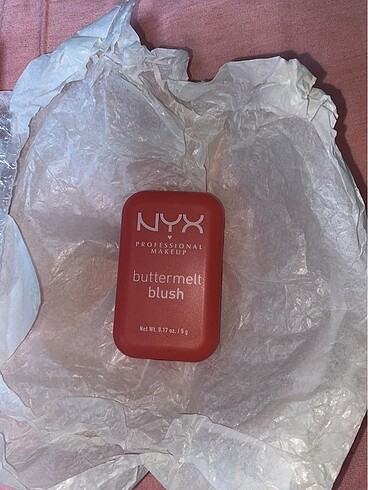 NYX
PROFESSIONAL
MAKEUP
buttermelt
blush
Net Wt. 0.17 oz. / 5 g